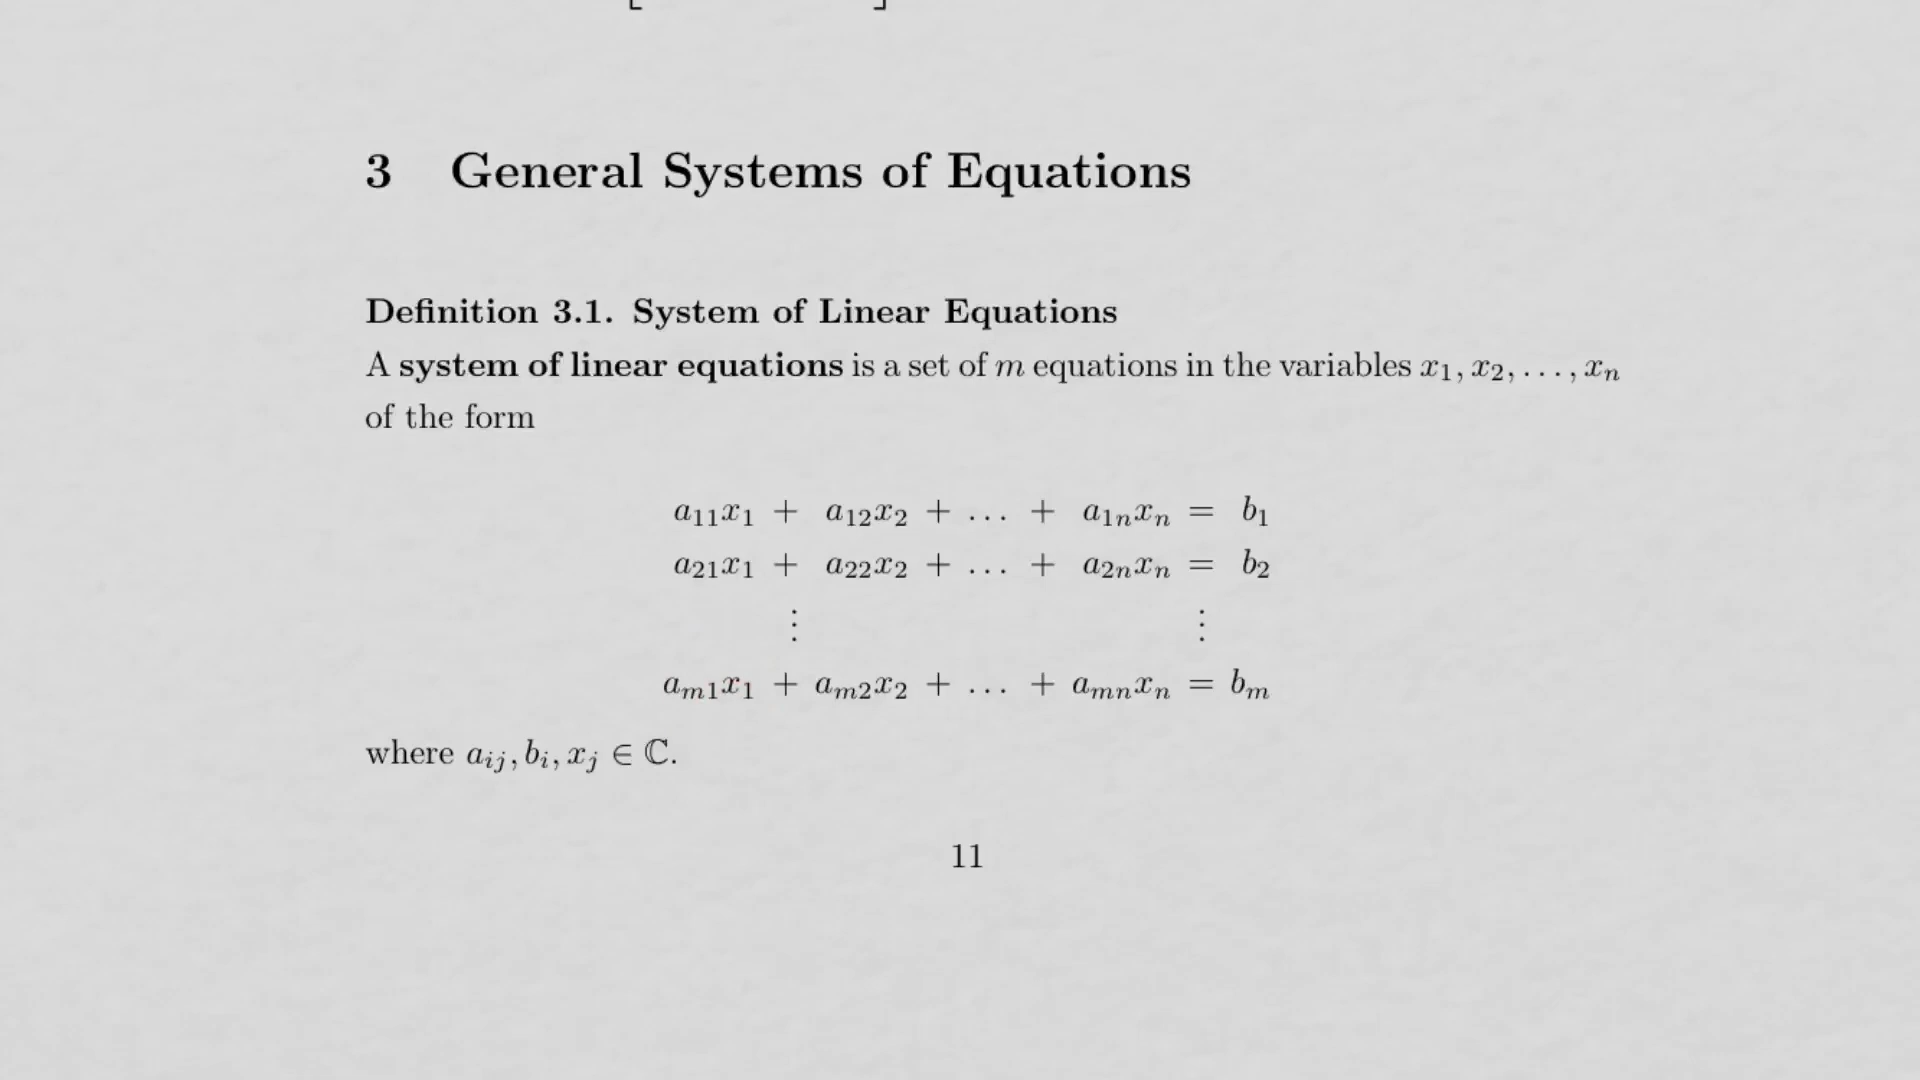 3 General Systems of Equations
Definition 3.1. System of Linear Equations
A system of linear equations is a set of m equations in the variables x₁, x₂, . . . , xₙ
of the form
a₁₁x₁ + a₁₂x₂ + . . . + a₁ₙxₙ = b₁
a₂₁x₁ + a₂₂x₂ + . . . + a₂ₙxₙ = b₂
⋮ ⋮
aₘ₁x₁ + aₘ₂x₂ + . . . + aₘₙxₙ = bₘ
where aᵢⱼ, bᵢ, xⱼ ∈ ℂ.
11